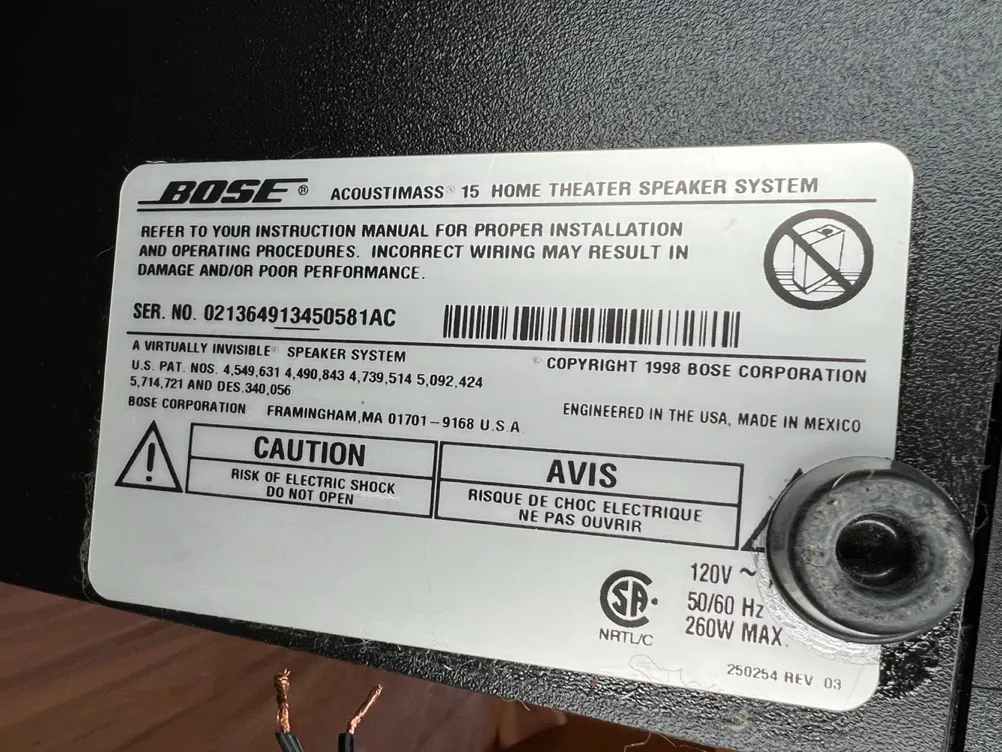 BOSE® ACOUSTIMASS® 15 HOME THEATER SPEAKER SYSTEM
REFER TO YOUR INSTRUCTION MANUAL FOR PROPER INSTALLATION
AND OPERATING PROCEDURES. INCORRECT WIRING MAY RESULT IN
DAMAGE AND/OR POOR PERFORMANCE.
SER. NO. 021364913450581AC
A VIRTUALLY INVISIBLE® SPEAKER SYSTEM
© COPYRIGHT 1998 BOSE CORPORATION
U.S. PAT. NOS. 4,549,631 4,490,843 4,739,514 5,092,424
5,714,721 AND DES.340,056
BOSE CORPORATION FRAMINGHAM,MA 01701-9168 U.S.A
ENGINEERED IN THE USA, MADE IN MEXICO
CAUTION
RISK OF ELECTRIC SHOCK
DO NOT OPEN
AVIS
RISQUE DE CHOC ELECTRIQUE
NE PAS OUVRIR
SA
NRTL/C
120V ~
50/60 Hz
260W MAX.
250254 REV. 03